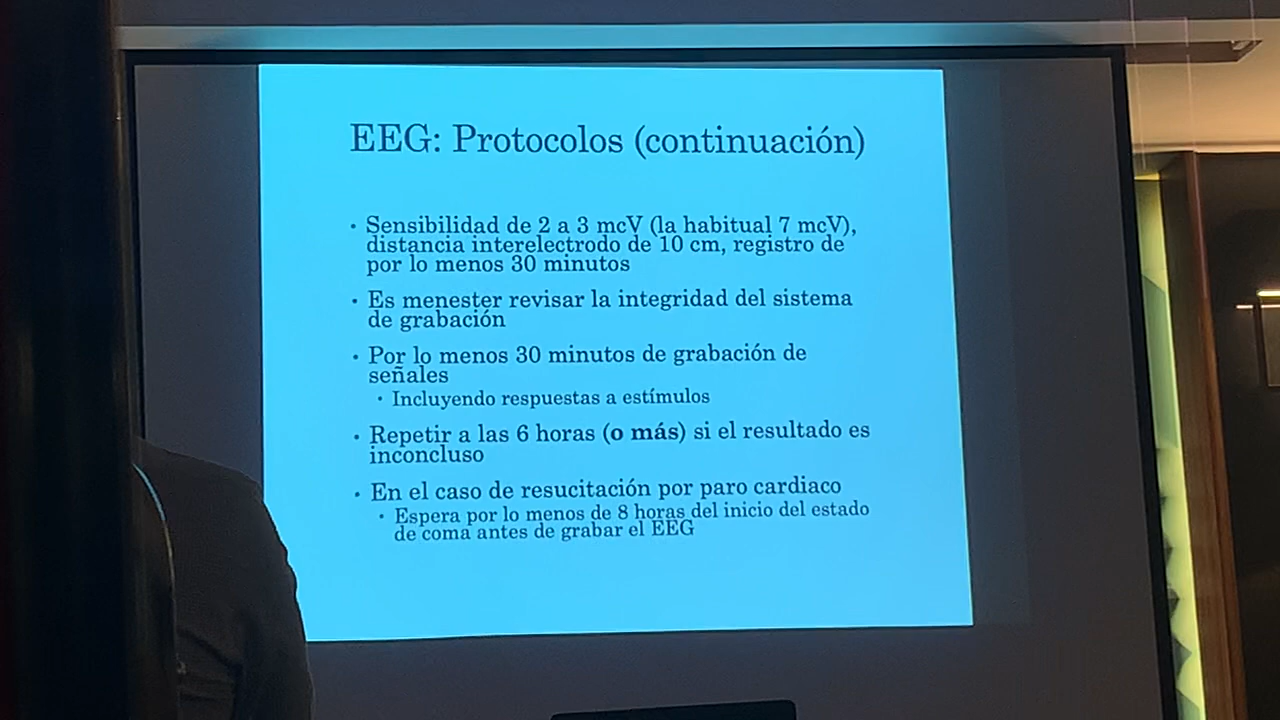 EEG: Protocolos (continuación)
• Sensibilidad de 2 a 3 mcV (la habitual 7 mcV),
distancia interelectrodo de 10 cm, registro de
por lo menos 30 minutos
• Es menester revisar la integridad del sistema
de grabación
• Por lo menos 30 minutos de grabación de
señales
• Incluyendo respuestas a estímulos
• Repetir a las 6 horas (o más) si el resultado es
inconcluso
• En el caso de resucitación por paro cardiaco
• Espera por lo menos de 8 horas del inicio del estado
de coma antes de grabar el EEG